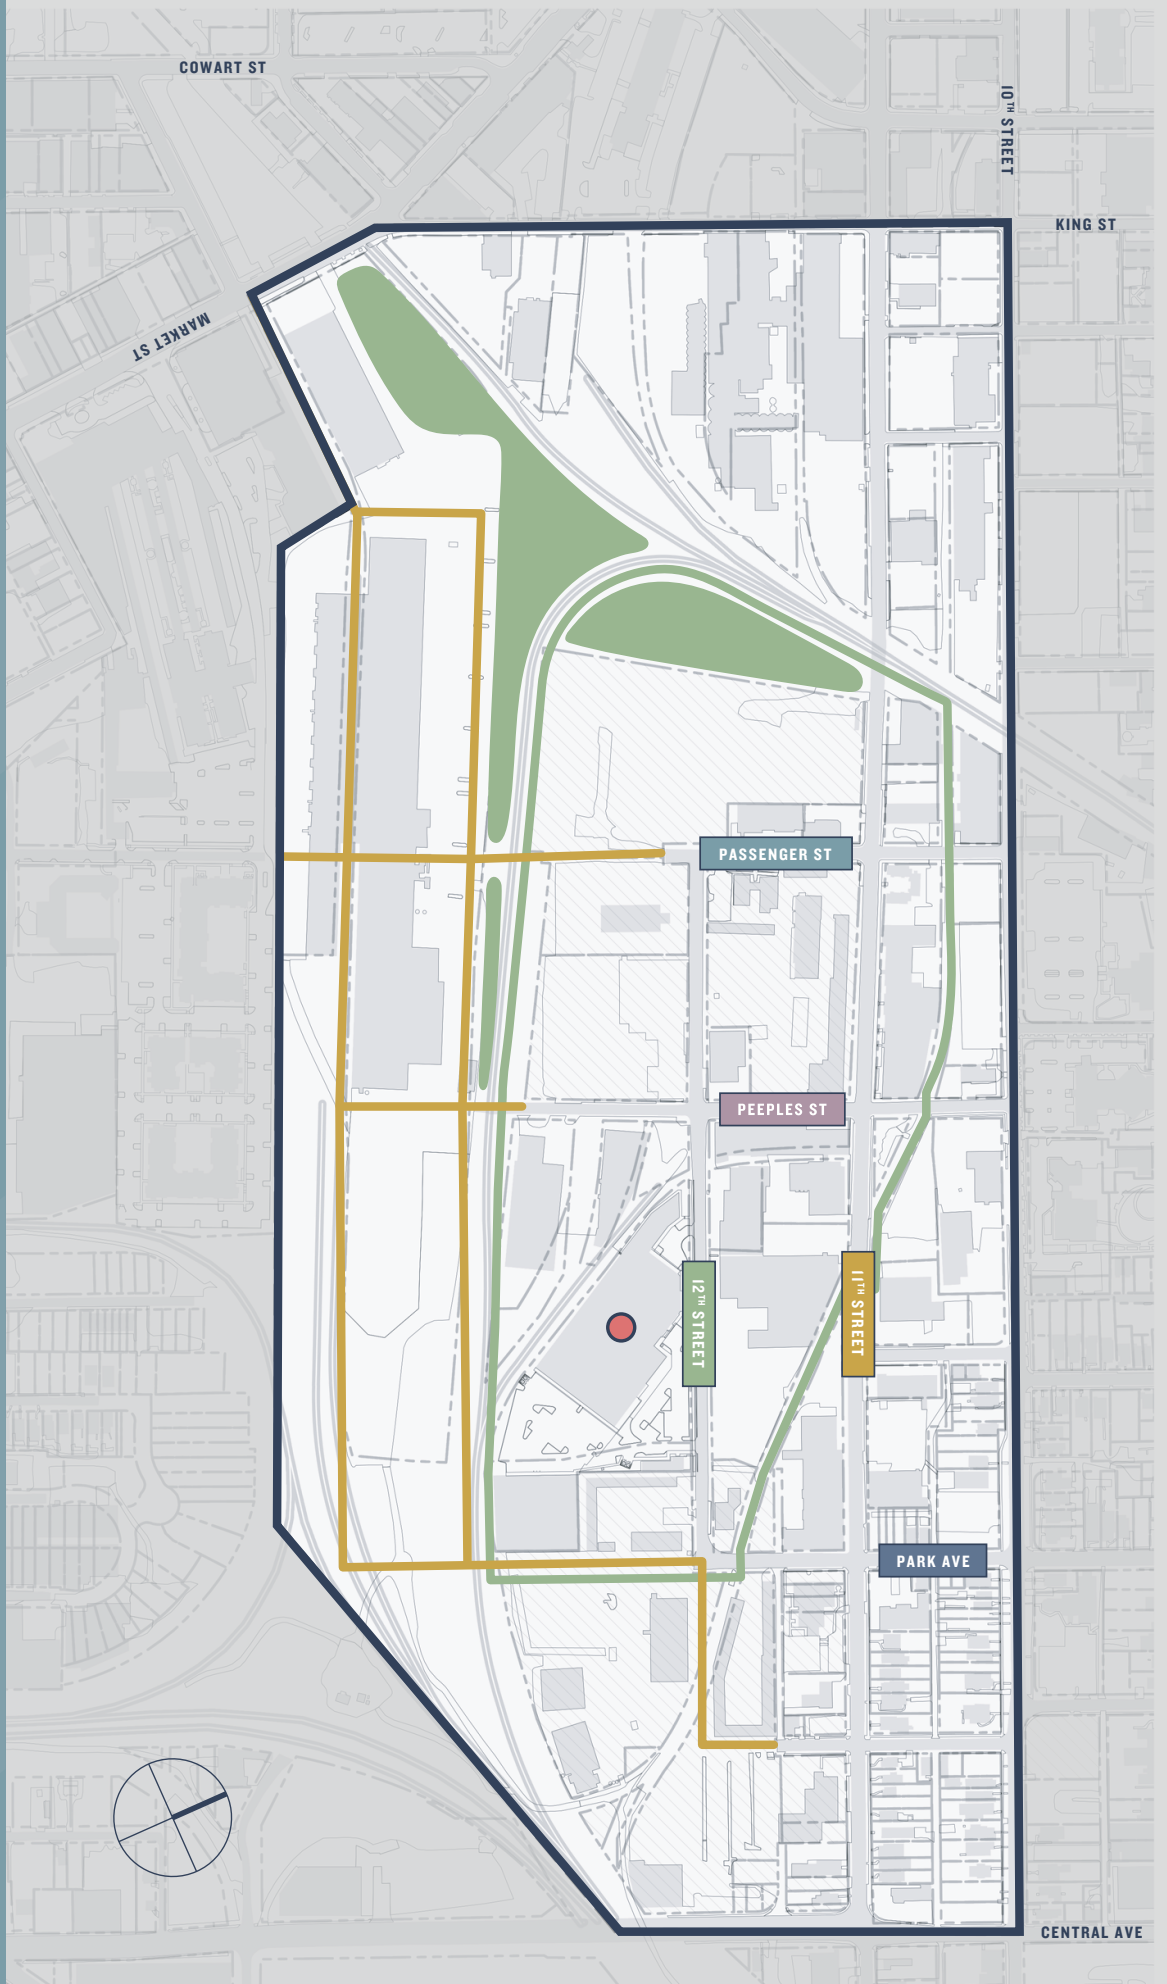 COWART ST
10TH STREET
KING ST
MARKET ST
PASSENGER ST
PEEPLES ST
12TH STREET
11TH STREET
PARK AVE
CENTRAL AVE